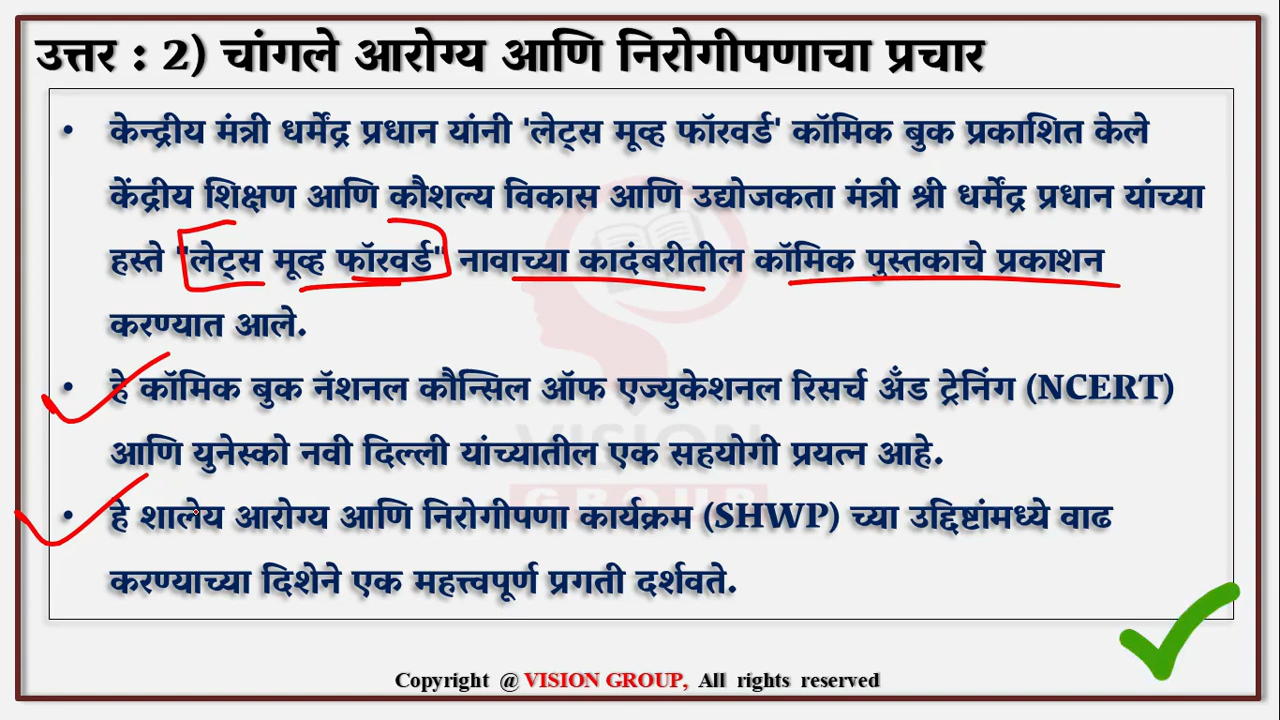 उत्तर : 2) चांगले आरोग्य आणि निरोगीपणाचा प्रचार
• केन्द्रीय मंत्री धर्मेंद्र प्रधान यांनी 'लेट्स मूव्ह फॉरवर्ड' कॉमिक बुक प्रकाशित केले
केंद्रीय शिक्षण आणि कौशल्य विकास आणि उद्योजकता मंत्री श्री धर्मेंद्र प्रधान यांच्या
हस्ते "लेट्स मूव्ह फॉरवर्ड" नावाच्या कादंबरीतील कॉमिक पुस्तकाचे प्रकाशन
करण्यात आले.
• हे कॉमिक बुक नॅशनल कौन्सिल ऑफ एज्युकेशनल रिसर्च अँड ट्रेनिंग (NCERT)
आणि युनेस्को नवी दिल्ली यांच्यातील एक सहयोगी प्रयत्न आहे.
• हे शालेय आरोग्य आणि निरोगीपणा कार्यक्रम (SHWP) च्या उद्दिष्टांमध्ये वाढ
करण्याच्या दिशेने एक महत्त्वपूर्ण प्रगती दर्शवते.
VISION
GROUP
Copyright @ VISION GROUP, All rights reserved